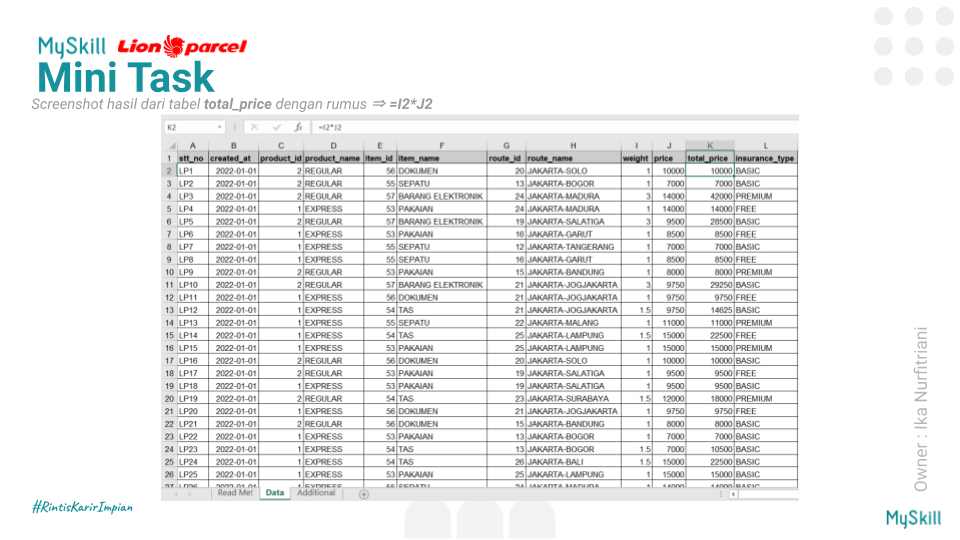 MySkill Lion parcel
Mini Task
Screenshot hasil dari tabel total_price dengan rumus ⇒ =I2*J2
K2 fx =I2*J2
A B C D E F G H I J K L
1 stt_no created_at product_id product_name item_id item_name route_id route_name weight price total_price insurance_type
2 LP1 2022-01-01 2 REGULAR 56 DOKUMEN 20 JAKARTA-SOLO 1 10000 10000 BASIC
3 LP2 2022-01-01 2 REGULAR 55 SEPATU 13 JAKARTA-BOGOR 1 7000 7000 BASIC
4 LP3 2022-01-01 2 REGULAR 57 BARANG ELEKTRONIK 24 JAKARTA-MADURA 3 14000 42000 PREMIUM
5 LP4 2022-01-01 1 EXPRESS 53 PAKAIAN 24 JAKARTA-MADURA 1 14000 14000 FREE
6 LP5 2022-01-01 2 REGULAR 57 BARANG ELEKTRONIK 19 JAKARTA-SALATIGA 3 9500 28500 BASIC
7 LP6 2022-01-01 1 EXPRESS 53 PAKAIAN 16 JAKARTA-GARUT 1 8500 8500 FREE
8 LP7 2022-01-01 2 REGULAR 55 SEPATU 12 JAKARTA-TANGERANG 1 7000 7000 BASIC
9 LP8 2022-01-01 1 EXPRESS 55 SEPATU 16 JAKARTA-GARUT 1 8500 8500 FREE
10 LP9 2022-01-01 2 REGULAR 53 PAKAIAN 15 JAKARTA-BANDUNG 1 8000 8000 PREMIUM
11 LP10 2022-01-01 2 REGULAR 57 BARANG ELEKTRONIK 21 JAKARTA-JOGJAKARTA 3 9750 29250 BASIC
12 LP11 2022-01-01 1 EXPRESS 56 DOKUMEN 21 JAKARTA-JOGJAKARTA 1 9750 9750 FREE
13 LP12 2022-01-01 1 EXPRESS 54 TAS 21 JAKARTA-JOGJAKARTA 1.5 9750 14625 BASIC
14 LP13 2022-01-01 1 EXPRESS 55 SEPATU 22 JAKARTA-MALANG 1 11000 11000 PREMIUM
15 LP14 2022-01-01 1 EXPRESS 54 TAS 25 JAKARTA-LAMPUNG 1.5 15000 22500 FREE
16 LP15 2022-01-01 1 EXPRESS 53 PAKAIAN 25 JAKARTA-LAMPUNG 1 15000 15000 PREMIUM
17 LP16 2022-01-01 2 REGULAR 56 DOKUMEN 20 JAKARTA-SOLO 1 10000 10000 BASIC
18 LP17 2022-01-01 2 REGULAR 53 PAKAIAN 19 JAKARTA-SALATIGA 1 9500 9500 FREE
19 LP18 2022-01-01 1 EXPRESS 53 PAKAIAN 19 JAKARTA-SALATIGA 1 9500 9500 BASIC
20 LP19 2022-01-01 2 REGULAR 54 TAS 23 JAKARTA-SURABAYA 1.5 12000 18000 PREMIUM
21 LP20 2022-01-01 1 EXPRESS 56 DOKUMEN 21 JAKARTA-JOGJAKARTA 1 9750 9750 FREE
22 LP21 2022-01-01 2 REGULAR 56 DOKUMEN 15 JAKARTA-BANDUNG 1 8000 8000 BASIC
23 LP22 2022-01-01 1 EXPRESS 53 PAKAIAN 13 JAKARTA-BOGOR 1 7000 7000 BASIC
24 LP23 2022-01-01 1 EXPRESS 54 TAS 13 JAKARTA-BOGOR 1.5 7000 10500 BASIC
25 LP24 2022-01-01 1 EXPRESS 54 TAS 26 JAKARTA-BALI 1.5 15000 22500 BASIC
26 LP25 2022-01-01 1 EXPRESS 53 PAKAIAN 25 JAKARTA-LAMPUNG 1 15000 15000 BASIC
27 LP26 2022-01-01 1 EXPRESS 55 SEPATU 24 JAKARTA-MADURA 1 14000 14000 BASIC
Read Me! Data Additional
Owner : Ika Nurfitriani
#RintisKarirImpian
MySkill